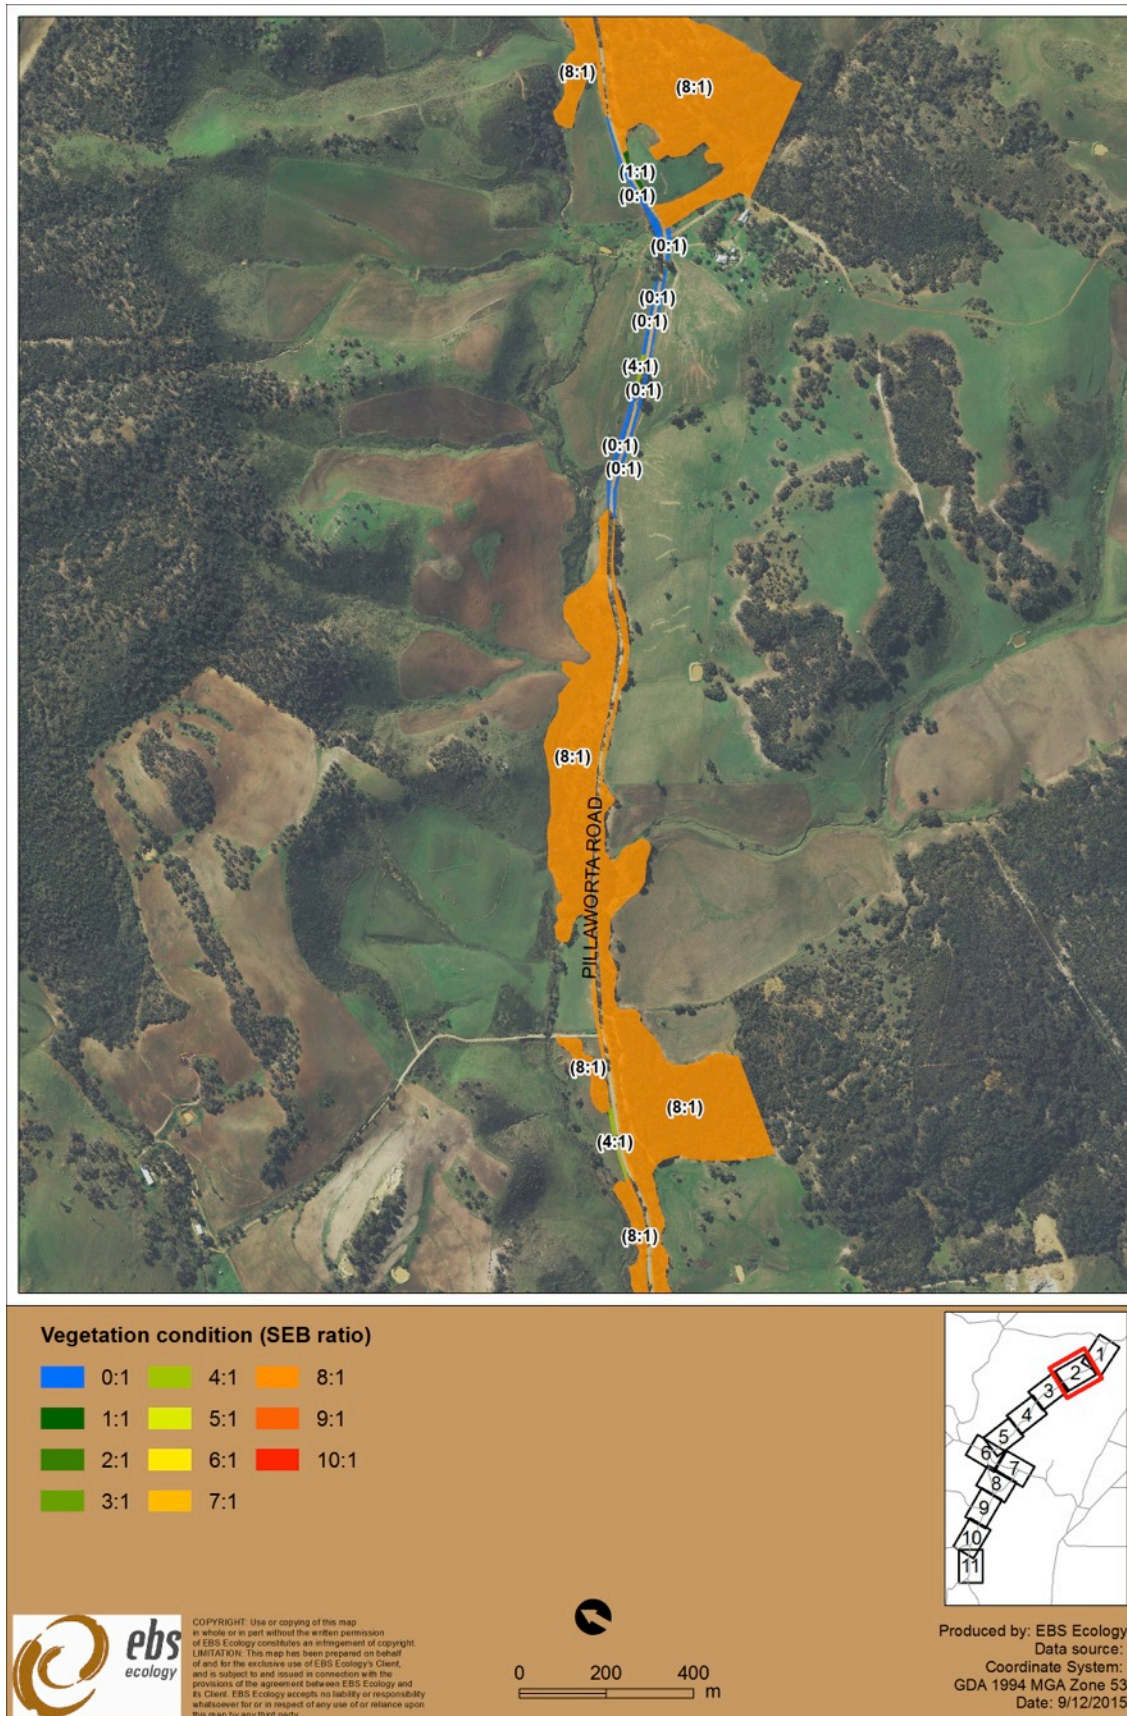 (8:1)
(8:1)
(1:1)
(0:1)
(0:1)
(0:1)
(0:1)
(4:1)
(0:1)
(0:1)
(0:1)
(8:1)
PILLAWORTA ROAD
(8:1)
(8:1)
(4:1)
(8:1)
Vegetation condition (SEB ratio)
0:1
1:1
2:1
3:1
4:1
5:1
6:1
7:1
8:1
9:1
10:1
1
2
3
4
5
6
7
8
9
10
11
ebs
ecology
COPYRIGHT: Use or copying of this map
in whole or in part without the written permission
of EBS Ecology constitutes an infringement of copyright.
LIMITATION: This map has been prepared on behalf
of and for the exclusive use of EBS Ecology's Client,
and is subject to and issued in connection with the
provisions of the agreement between EBS Ecology and
its Client. EBS Ecology accepts no liability or responsibility
whatsoever for or in respect of any use of or reliance upon
this map by any third party.
0 200 400
m
Produced by: EBS Ecology
Data source:
Coordinate System:
GDA 1994 MGA Zone 53
Date: 9/12/2015